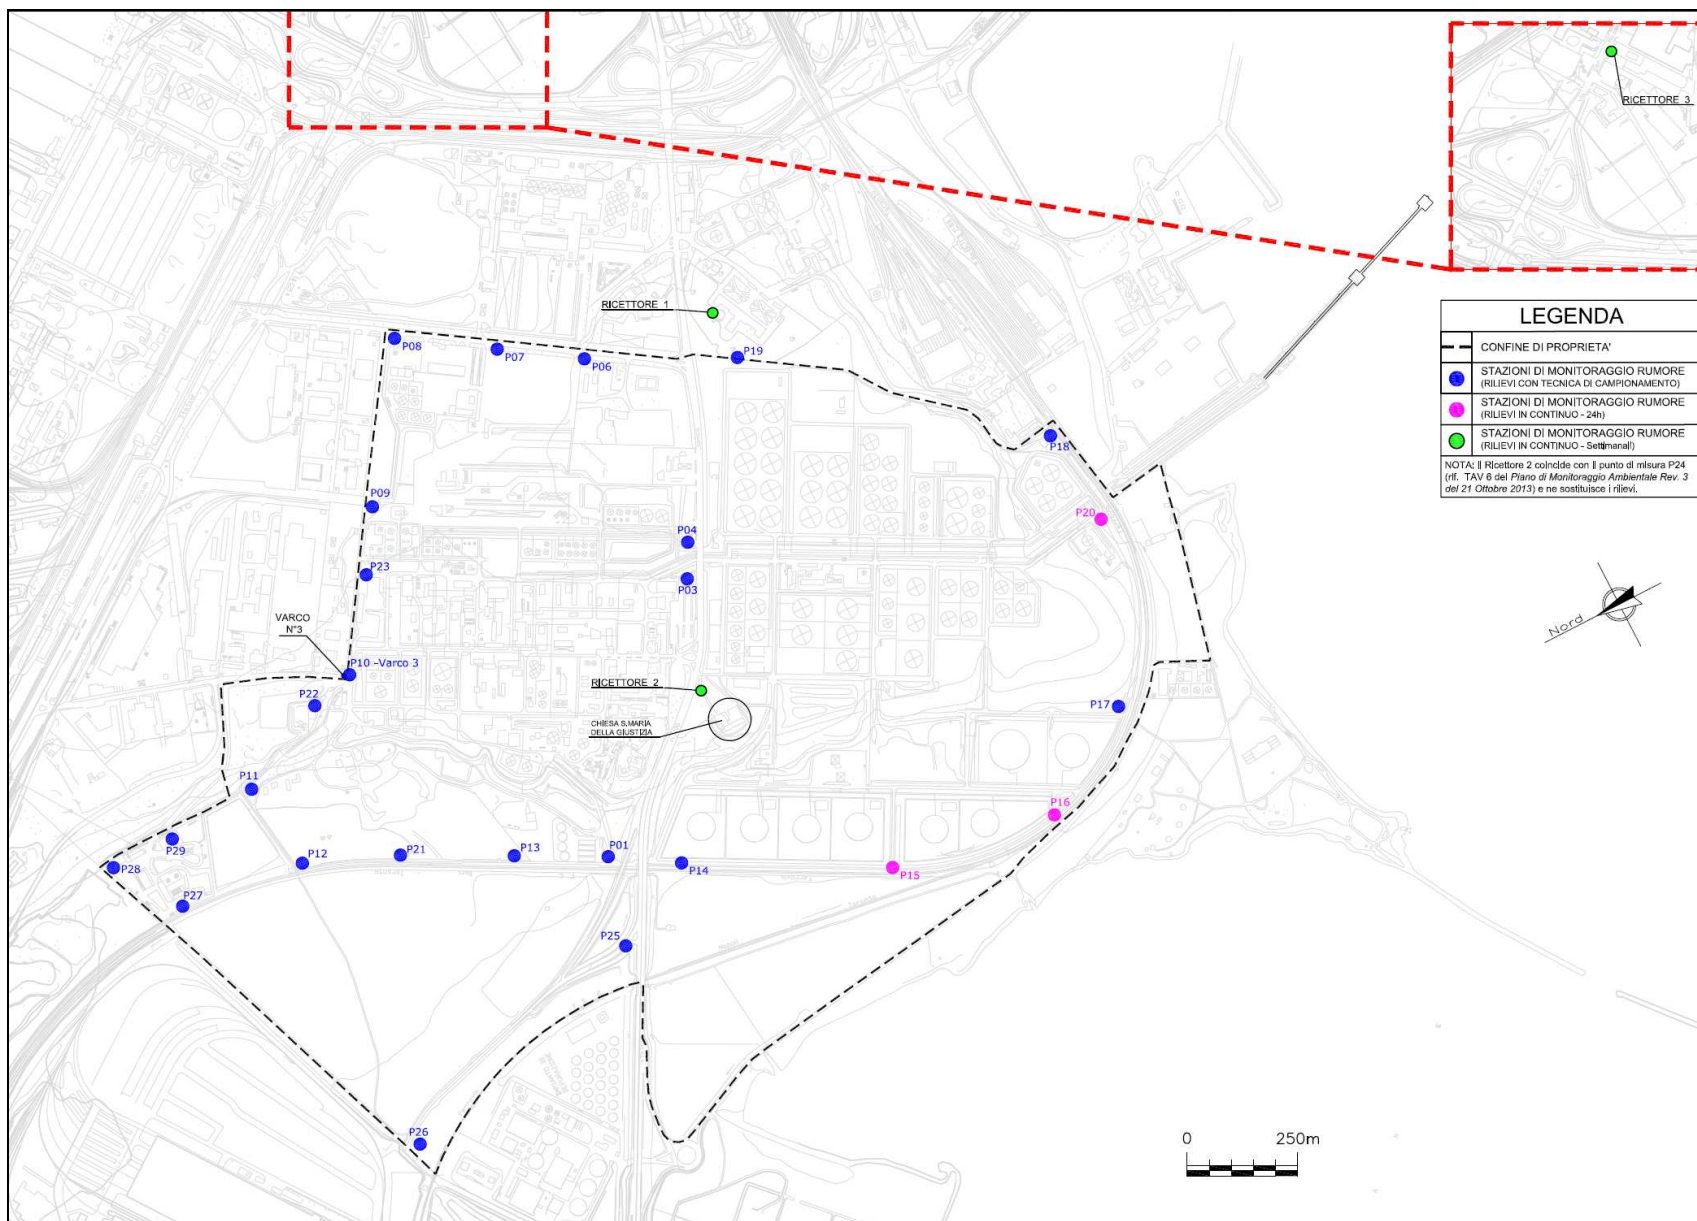 RICETTORE 3
RICETTORE 1
LEGENDA
CONFINE DI PROPRIETA'
STAZIONI DI MONITORAGGIO RUMORE
(RILIEVI CON TECNICA DI CAMPIONAMENTO)
STAZIONI DI MONITORAGGIO RUMORE
(RILIEVI IN CONTINUO - 24h)
STAZIONI DI MONITORAGGIO RUMORE
(RILIEVI IN CONTINUO - Settimanali)
NOTA: Il Ricettore 2 coincide con il punto di misura P24
(rif. TAV 6 del Piano di Monitoraggio Ambientale Rev. 3
del 21 Ottobre 2013) e ne sostituisce i rilievi.
P08
P07
P06
P19
P18
P09
P20
P04
P23
P03
Nord
VARCO
N°3
P10 -Varco 3
RICETTORE 2
P22
P17
CHIESA S.MARIA
DELLA GIUSTIZIA
P11
P16
P29
P12
P21
P13
P01
P14
P15
P28
P27
P25
P26
0 250m